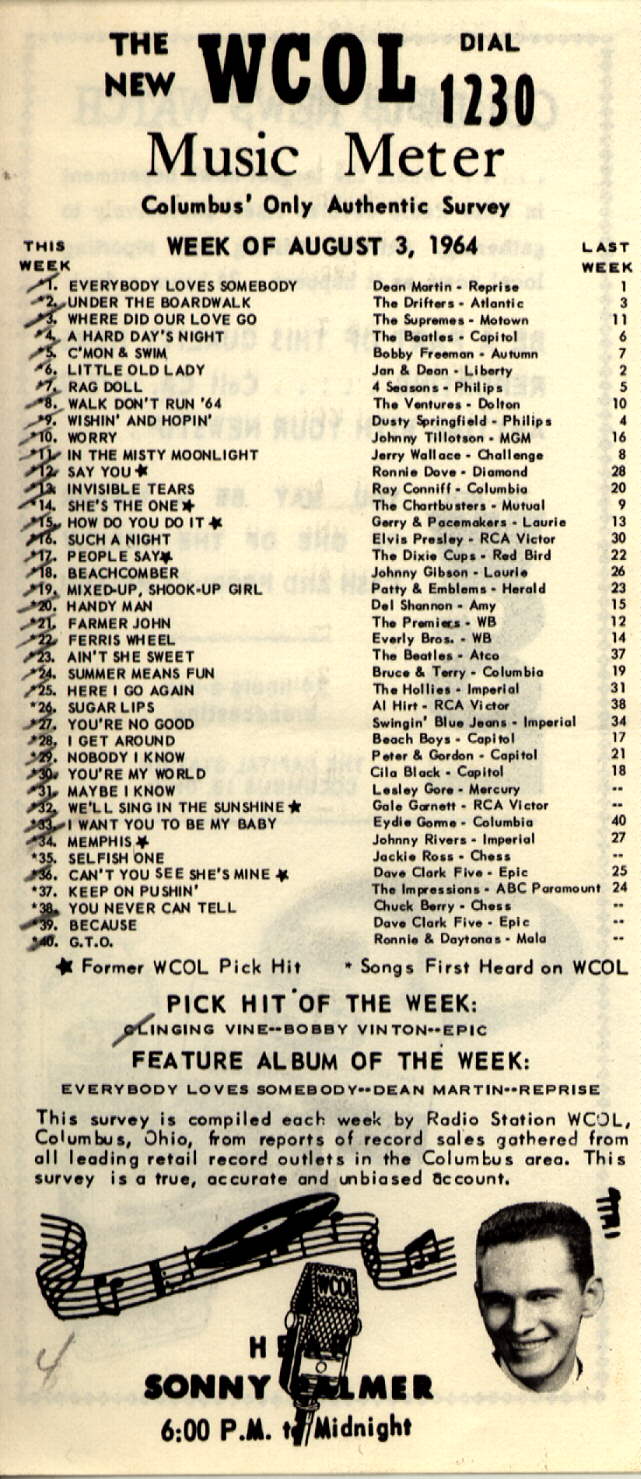 THE NEW WCOL DIAL 1230
Music Meter
Columbus' Only Authentic Survey
THIS WEEK WEEK OF AUGUST 3, 1964 LAST WEEK
*1. EVERYBODY LOVES SOMEBODY Dean Martin - Reprise 1
*2. UNDER THE BOARDWALK The Drifters - Atlantic 3
*3. WHERE DID OUR LOVE GO The Supremes - Motown 11
*4. A HARD DAY'S NIGHT The Beatles - Capitol 6
*5. C'MON & SWIM Bobby Freeman - Autumn 7
*6. LITTLE OLD LADY Jan & Dean - Liberty 2
*7. RAG DOLL 4 Seasons - Philips 5
*8. WALK DON'T RUN '64 The Ventures - Dolton 10
*9. WISHIN' AND HOPIN' Dusty Springfield - Philips 4
*10. WORRY Johnny Tillotson - MGM 16
*11. IN THE MISTY MOONLIGHT Jerry Wallace - Challenge 8
*12. SAY YOU ★ Ronnie Dove - Diamond 28
*13. INVISIBLE TEARS Ray Conniff - Columbia 20
*14. SHE'S THE ONE ★ The Chartbusters - Mutual 9
*15. HOW DO YOU DO IT ★ Gerry & Pacemakers - Laurie 13
*16. SUCH A NIGHT Elvis Presley - RCA Victor 30
*17. PEOPLE SAY ★ The Dixie Cups - Red Bird 22
*18. BEACHCOMBER Johnny Gibson - Laurie 26
*19. MIXED-UP, SHOOK-UP GIRL Patty & Emblems - Herald 23
*20. HANDY MAN Del Shannon - Amy 15
*21. FARMER JOHN The Premiers - WB 12
*22. FERRIS WHEEL Everly Bros. - WB 14
*23. AIN'T SHE SWEET The Beatles - Atco 37
*24. SUMMER MEANS FUN Bruce & Terry - Columbia 19
*25. HERE I GO AGAIN The Hollies - Imperial 31
*26. SUGAR LIPS Al Hirt - RCA Victor 38
*27. YOU'RE NO GOOD Swingin' Blue Jeans - Imperial 34
*28. I GET AROUND Beach Boys - Capitol 17
*29. NOBODY I KNOW Peter & Gordon - Capitol 21
*30. YOU'RE MY WORLD Cila Black - Capitol 18
*31. MAYBE I KNOW Lesley Gore - Mercury --
*32. WE'LL SING IN THE SUNSHINE ★ Gale Garnett - RCA Victor --
*33. I WANT YOU TO BE MY BABY Eydie Gorme - Columbia 40
*34. MEMPHIS ★ Johnny Rivers - Imperial 27
*35. SELFISH ONE Jackie Ross - Chess --
*36. CAN'T YOU SEE SHE'S MINE ★ Dave Clark Five - Epic 25
*37. KEEP ON PUSHIN' The Impressions - ABC Paramount 24
*38. YOU NEVER CAN TELL Chuck Berry - Chess --
*39. BECAUSE Dave Clark Five - Epic --
*40. G.T.O. Ronnie & Daytonas - Mala --
★ Former WCOL Pick Hit * Songs First Heard on WCOL
PICK HIT OF THE WEEK:
CLINGING VINE--BOBBY VINTON--EPIC
FEATURE ALBUM OF THE WEEK:
EVERYBODY LOVES SOMEBODY--DEAN MARTIN--REPRISE
This survey is compiled each week by Radio Station WCOL,
Columbus, Ohio, from reports of record sales gathered from
all leading retail record outlets in the Columbus area. This
survey is a true, accurate and unbiased account.
WCOL
HEAR
SONNY PALMER
6:00 P.M. to Midnight
4